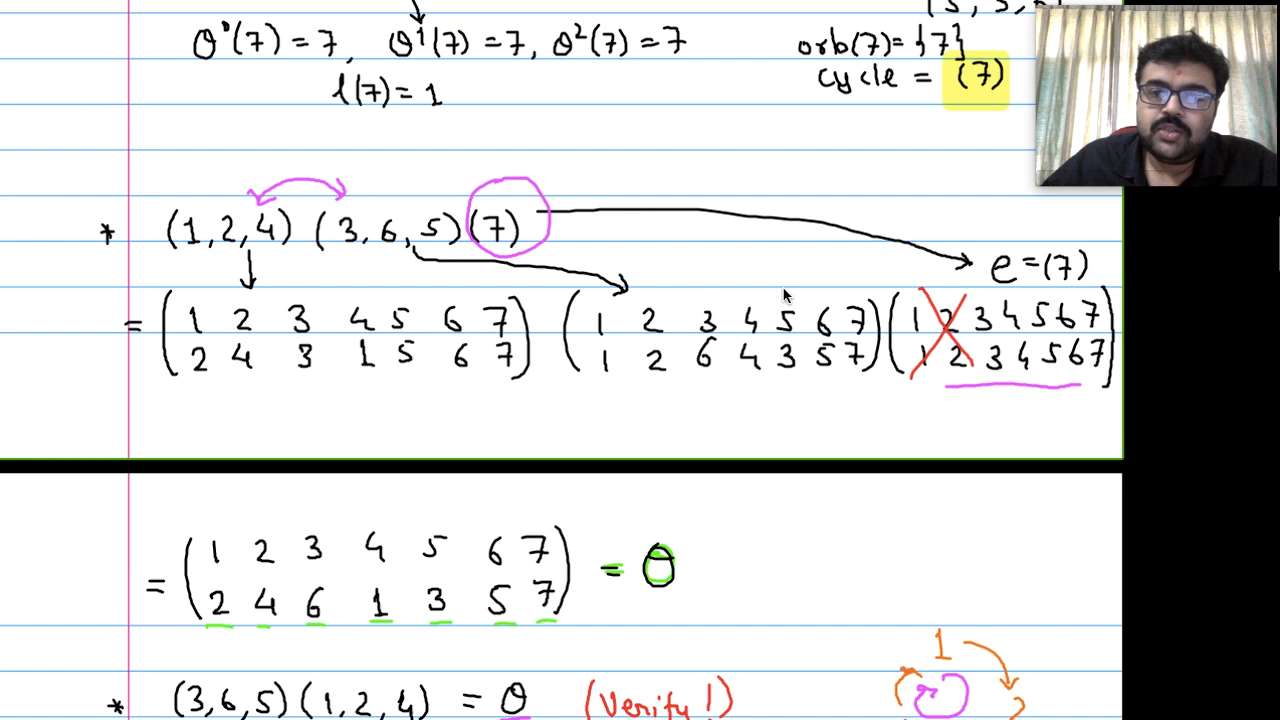 θ⁰(7) = 7, θ¹(7) = 7, θ²(7) = 7
l(7) = 1
orb(7) = {7}
cycle = (7)
* (1,2,4) (3,6,5) (7)
e = (7)
= (1 2 3 4 5 6 7) (1 2 3 4 5 6 7) (1 2 3 4 5 6 7)
(2 4 3 1 5 6 7) (1 2 6 4 3 5 7) (1 2 3 4 5 6 7)
= (1 2 3 4 5 6 7) = θ
(2 4 6 1 3 5 7)
* (3,6,5) (1,2,4) = θ (Verify!)
1
2